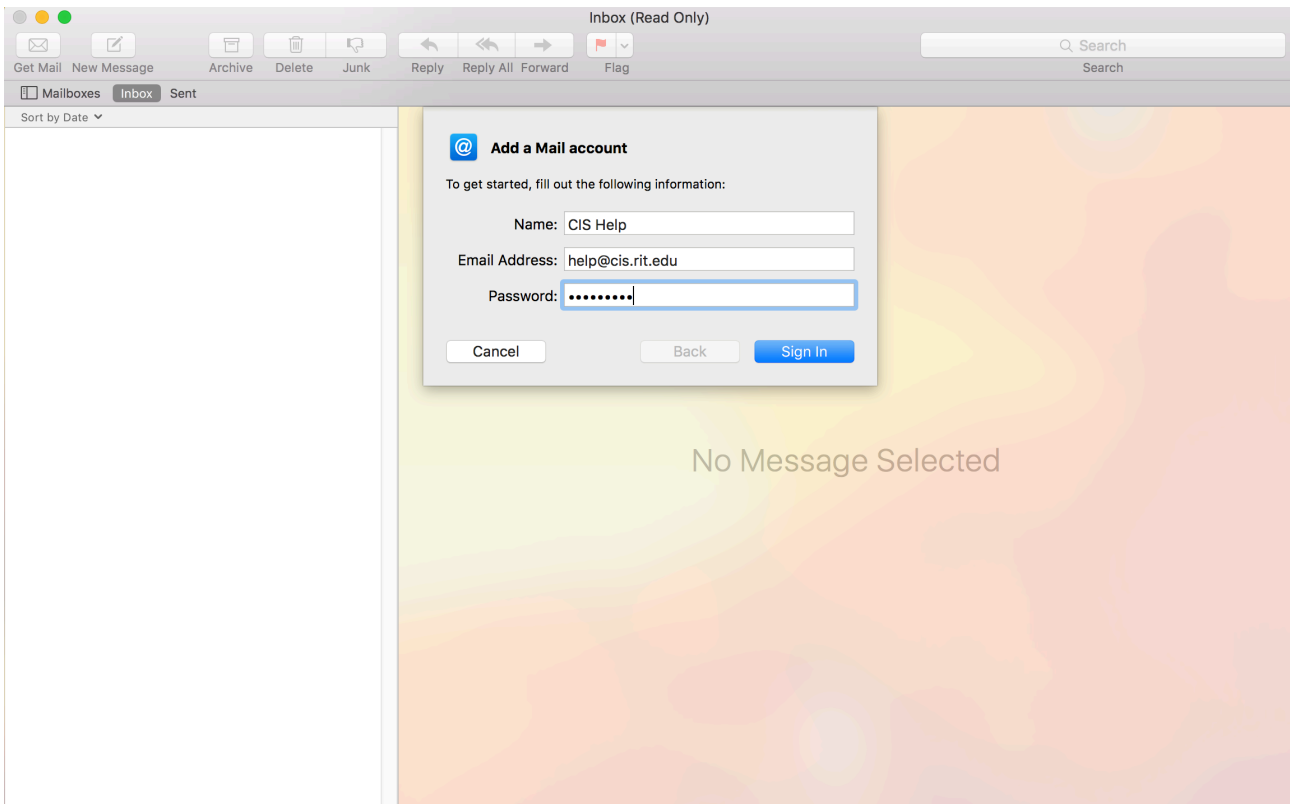 Inbox (Read Only)
Search
Get Mail New Message Archive Delete Junk Reply Reply All Forward Flag Search
Mailboxes Inbox Sent
Sort by Date
@ Add a Mail account
To get started, fill out the following information:
Name: CIS Help
Email Address: help@cis.rit.edu
Password: •••••••••
Cancel Back Sign In
No Message Selected